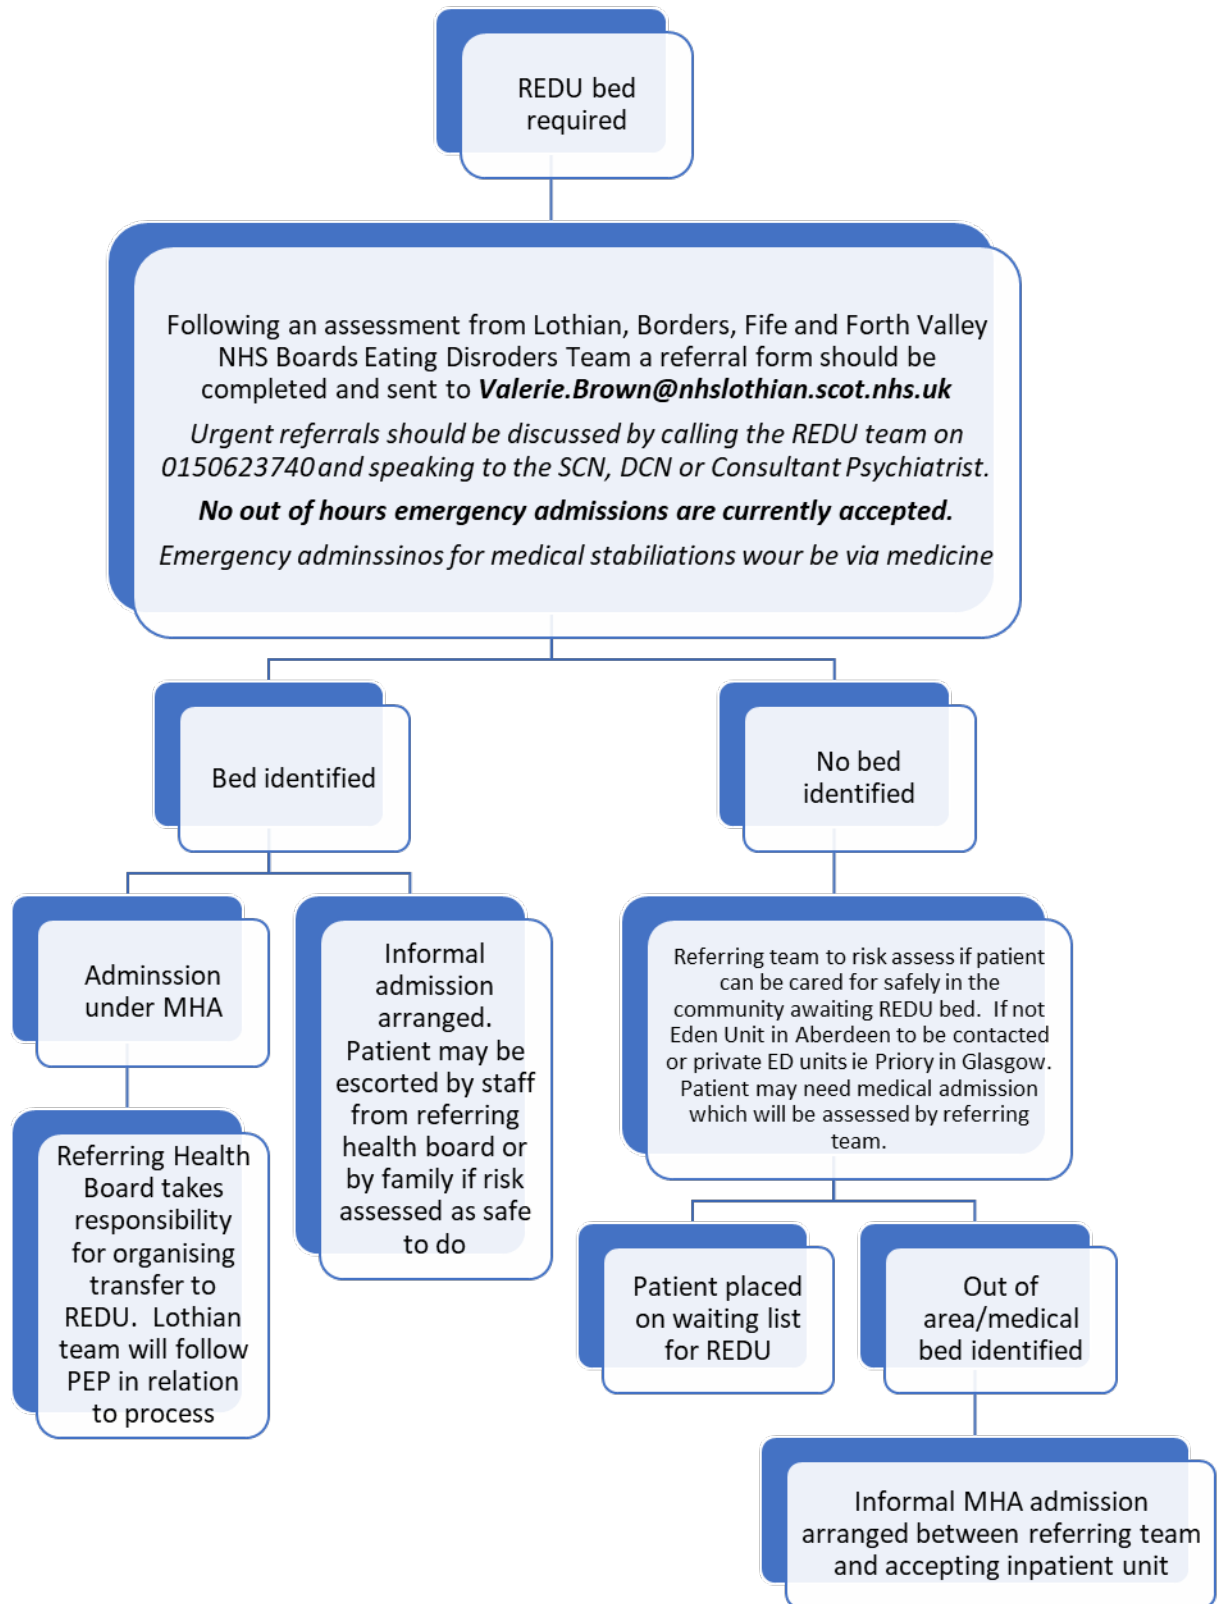 REDU bed
required
Following an assessment from Lothian, Borders, Fife and Forth Valley
NHS Boards Eating Disroders Team a referral form should be
completed and sent to Valerie.Brown@nhslothian.scot.nhs.uk
Urgent referrals should be discussed by calling the REDU team on
0150623740 and speaking to the SCN, DCN or Consultant Psychiatrist.
No out of hours emergency admissions are currently accepted.
Emergency adminssinos for medical stabiliations wour be via medicine
Bed identified
No bed
identified
Adminssion
under MHA
Informal
admission
arranged.
Patient may be
escorted by staff
from referring
health board or
by family if risk
assessed as safe
to do
Referring team to risk assess if patient
can be cared for safely in the
community awaiting REDU bed. If not
Eden Unit in Aberdeen to be contacted
or private ED units ie Priory in Glasgow.
Patient may need medical admission
which will be assessed by referring
team.
Referring Health
Board takes
responsibility
for organising
transfer to
REDU. Lothian
team will follow
PEP in relation
to process
Patient placed
on waiting list
for REDU
Out of
area/medical
bed identified
Informal MHA admission
arranged between referring team
and accepting inpatient unit